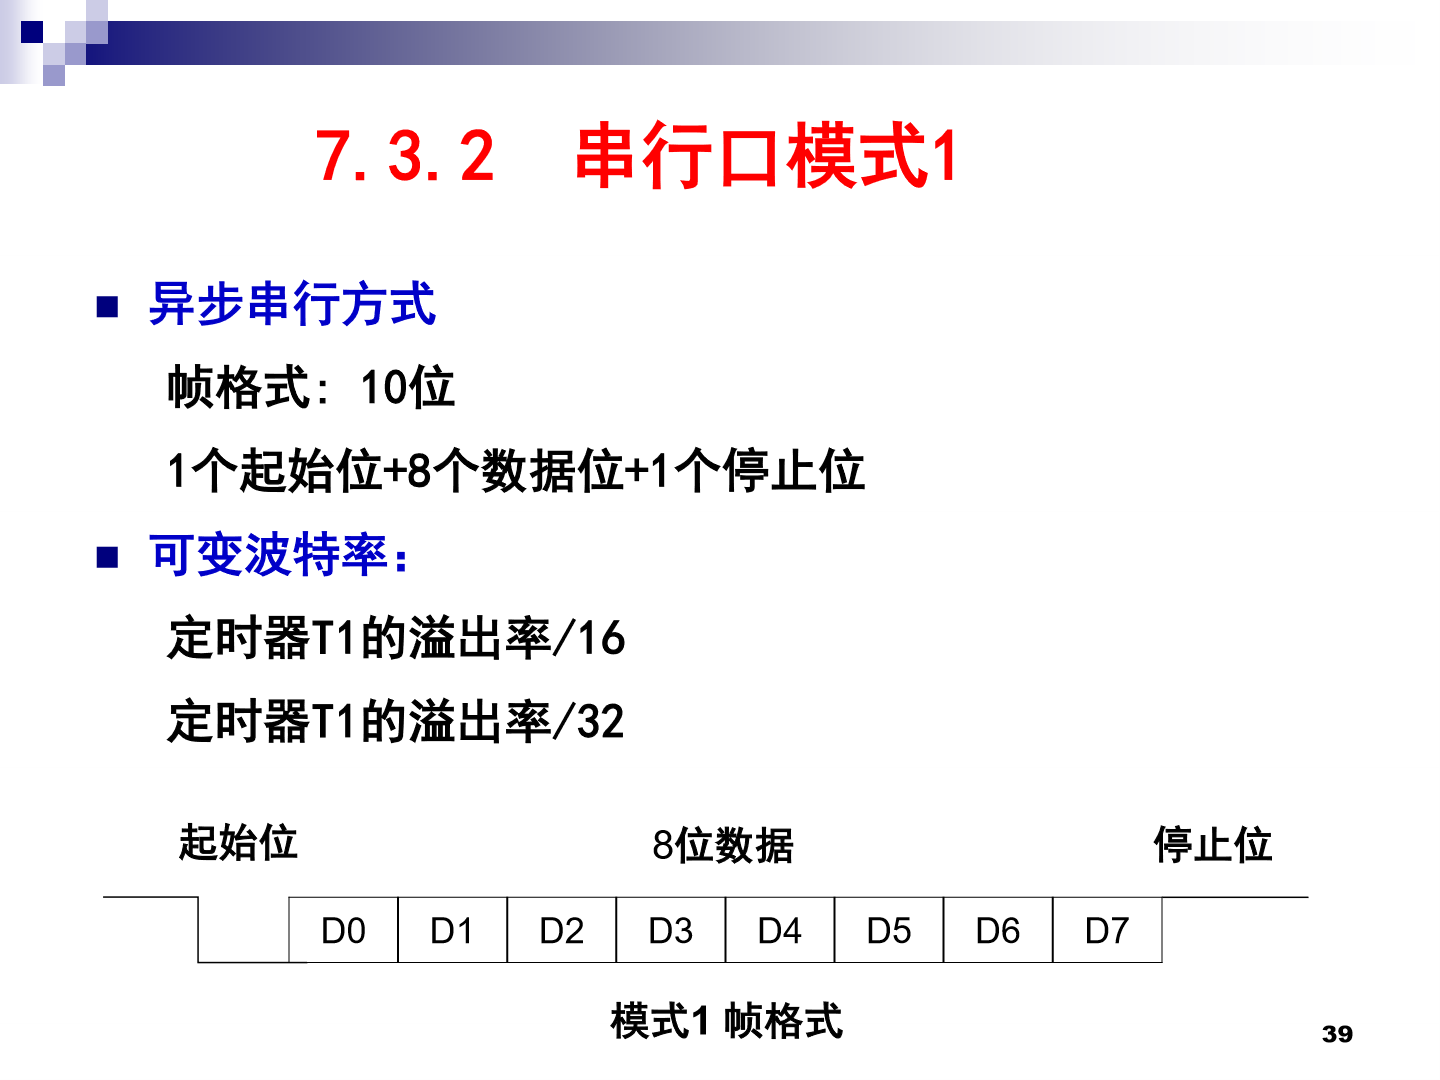 7.3.2 串行口模式1
异步串行方式
帧格式: 10位
1个起始位+8个数据位+1个停止位
可变波特率：
定时器T1的溢出率/16
定时器T1的溢出率/32
起始位 8位数据 停止位
D0 D1 D2 D3 D4 D5 D6 D7
模式1 帧格式
39